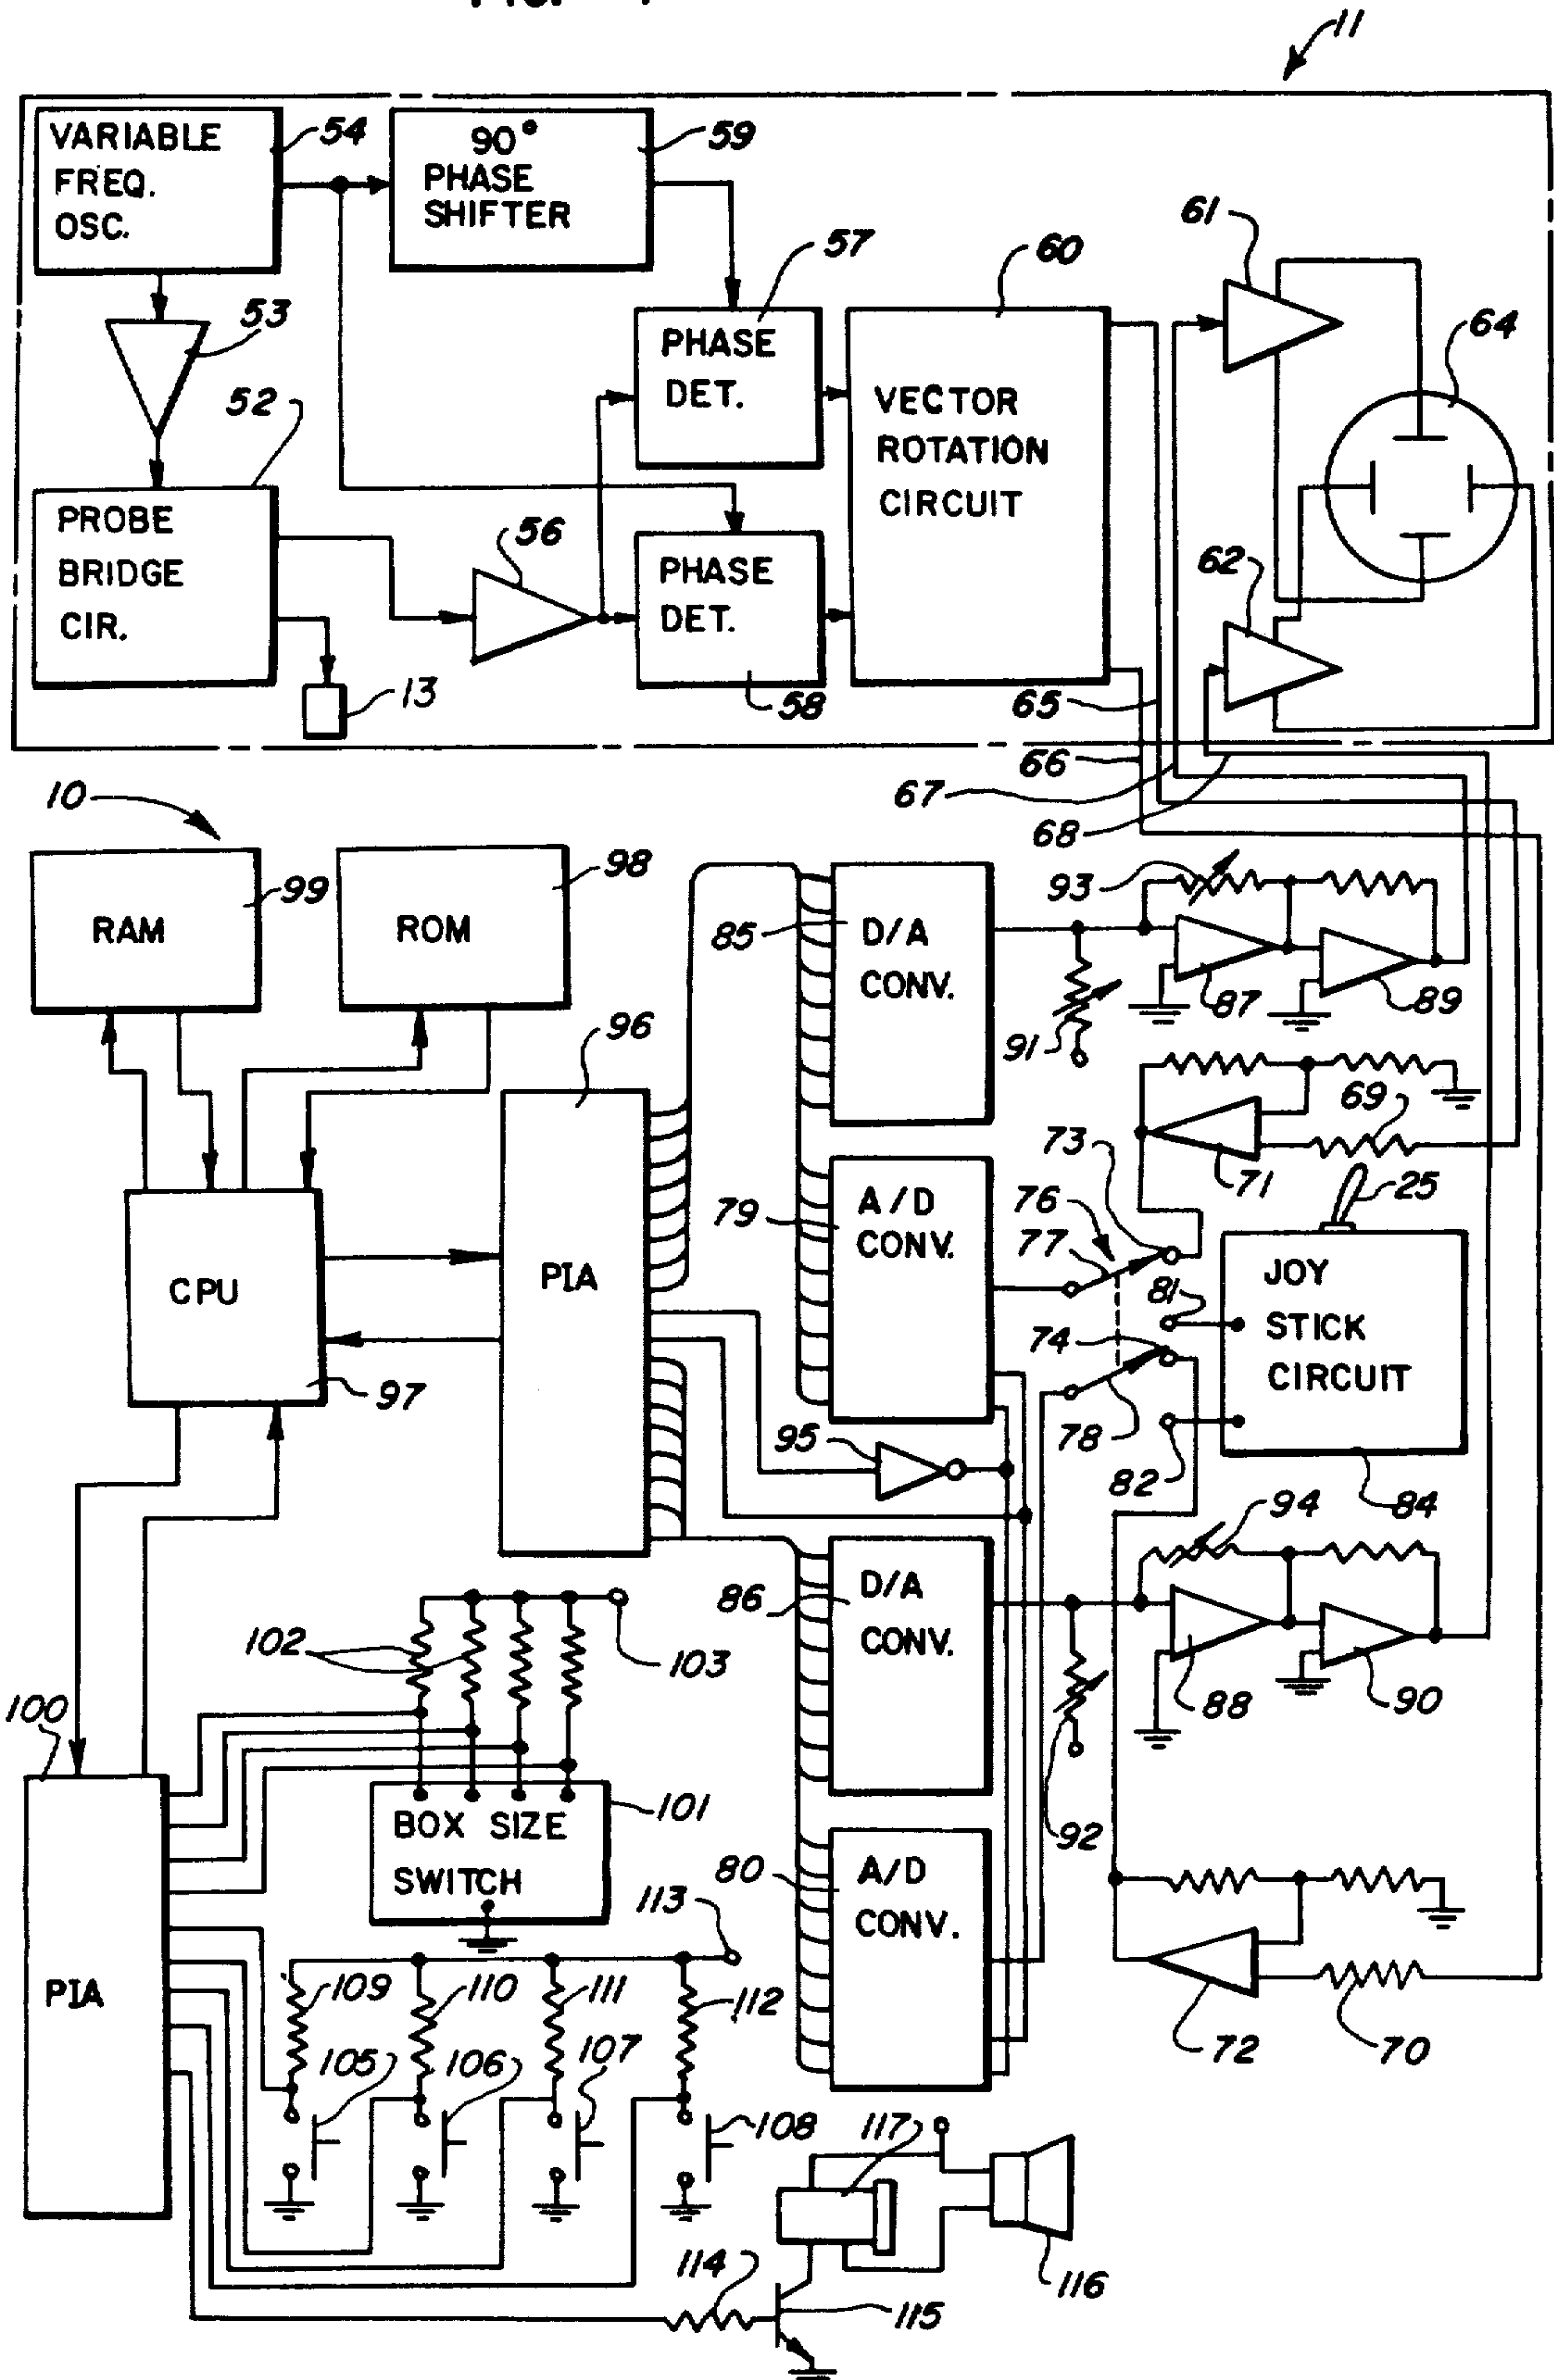 11
VARIABLE
FREQ.
OSC.
54
90°
PHASE
SHIFTER
59
53
52
57
PHASE
DET.
60
VECTOR
ROTATION
CIRCUIT
61
64
PROBE
BRIDGE
CIR.
56
PHASE
DET.
58
62
13
65
66
67
68
10
RAM
99
ROM
98
96
85
D/A
CONV.
93
91
87
89
69
71
73
76
77
79
A/D
CONV.
25
JOY
STICK
CIRCUIT
81
74
78
82
84
CPU
97
PIA
95
94
86
D/A
CONV.
88
90
92
102
103
100
BOX SIZE
SWITCH
101
80
A/D
CONV.
113
PIA
109
110
111
112
72
70
105
106
107
108
117
116
114
115